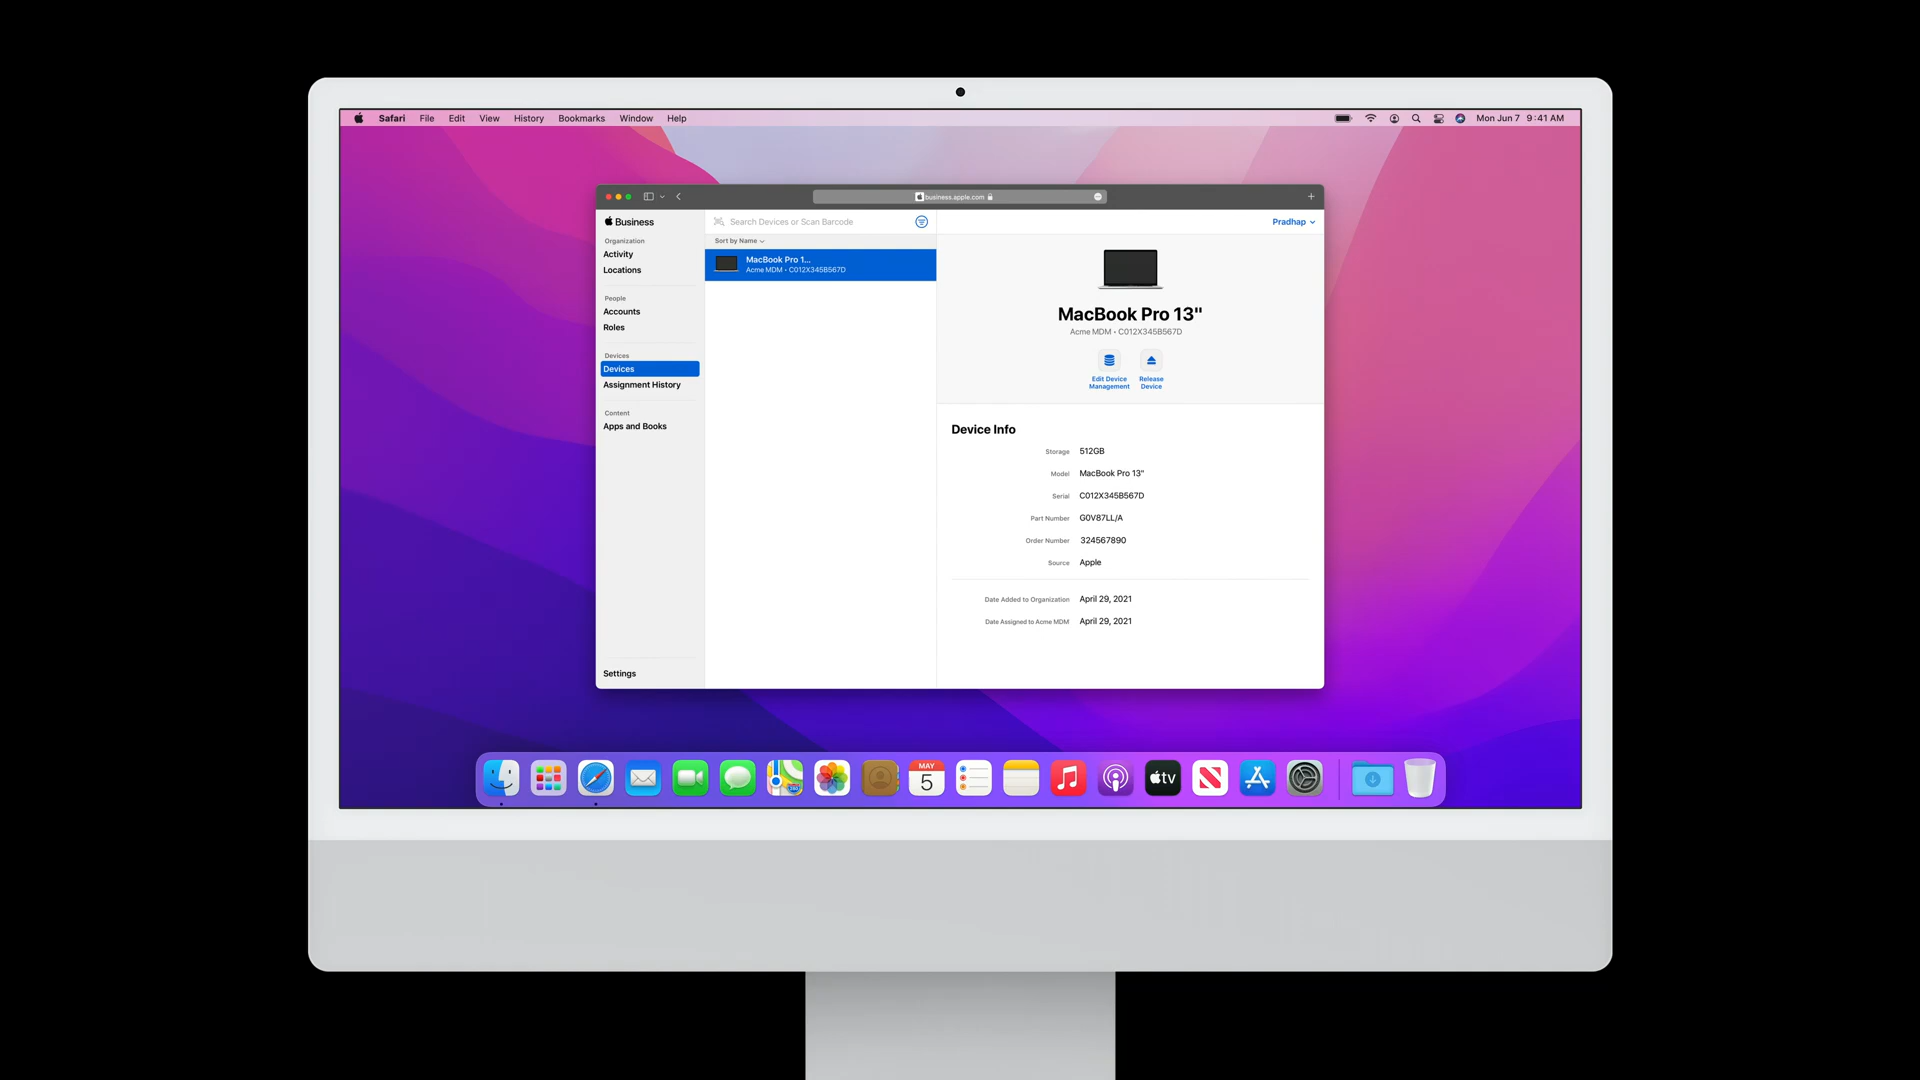 Safari File Edit View History Bookmarks Window Help
Mon Jun 7 9:41 AM
business.apple.com
Business
Organization
Activity
Locations
People
Accounts
Roles
Devices
Devices
Assignment History
Content
Apps and Books
Settings
Search Devices or Scan Barcode
Sort by Name
MacBook Pro 1...
Acme MDM • C012X345B567D
Pradhap
MacBook Pro 13"
Acme MDM • C012X345B567D
Edit Device
Management
Release
Device
Device Info
Storage 512GB
Model MacBook Pro 13"
Serial C012X345B567D
Part Number G0V87LL/A
Order Number 324567890
Source Apple
Date Added to Organization April 29, 2021
Date Assigned to Acme MDM April 29, 2021
MAY
5
tv